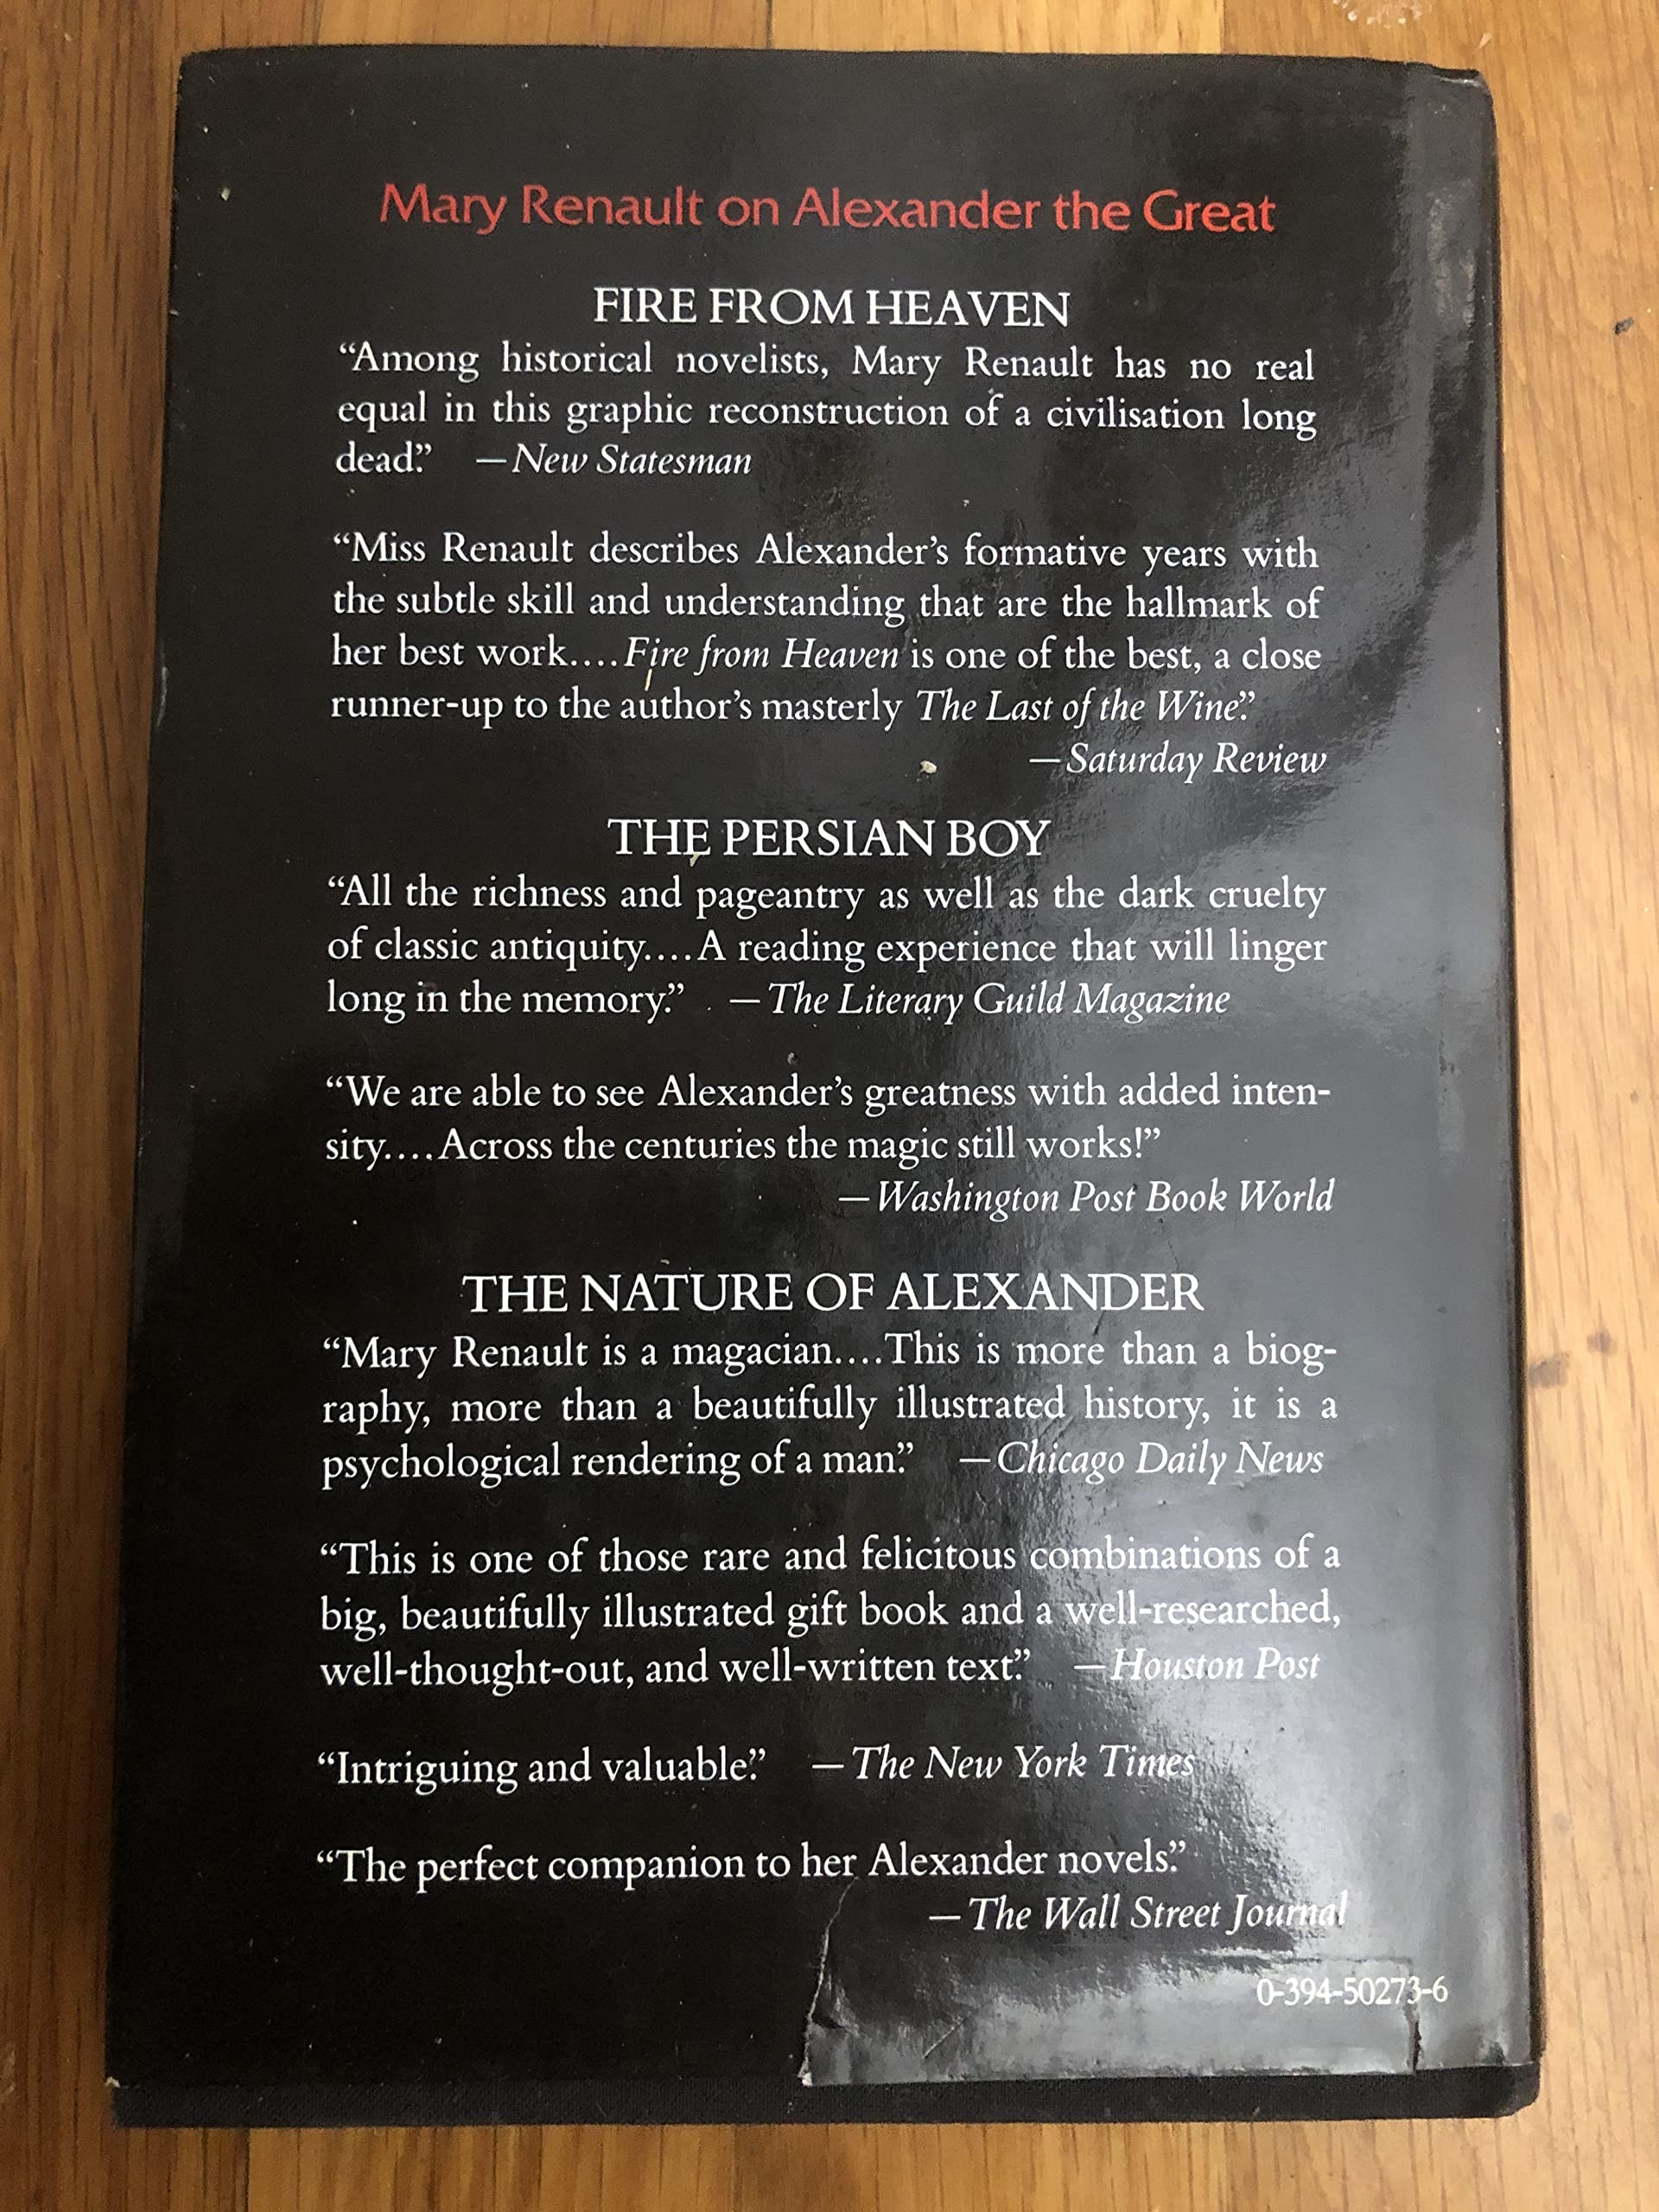 Mary Renault on Alexander the Great
FIRE FROM HEAVEN
“Among historical novelists, Mary Renault has no real
equal in this graphic reconstruction of a civilisation long
dead.” —New Statesman
“Miss Renault describes Alexander’s formative years with
the subtle skill and understanding that are the hallmark of
her best work....Fire from Heaven is one of the best, a close
runner-up to the author’s masterly The Last of the Wine.”
—Saturday Review
THE PERSIAN BOY
“All the richness and pageantry as well as the dark cruelty
of classic antiquity....A reading experience that will linger
long in the memory.” —The Literary Guild Magazine
“We are able to see Alexander’s greatness with added inten-
sity....Across the centuries the magic still works!”
—Washington Post Book World
THE NATURE OF ALEXANDER
“Mary Renault is a magacian....This is more than a biog-
raphy, more than a beautifully illustrated history, it is a
psychological rendering of a man.” —Chicago Daily News
“This is one of those rare and felicitous combinations of a
big, beautifully illustrated gift book and a well-researched,
well-thought-out, and well-written text.” —Houston Post
“Intriguing and valuable.” —The New York Times
“The perfect companion to her Alexander novels.”
—The Wall Street Journal
0-394-50273-6